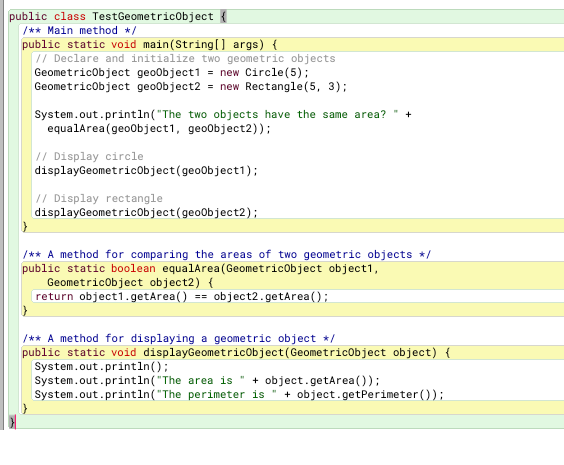 public class TestGeometricObject {
  /** Main method */
  public static void main(String[] args) {
    // Declare and initialize two geometric objects
    GeometricObject geoObject1 = new Circle(5);
    GeometricObject geoObject2 = new Rectangle(5, 3);

    System.out.println("The two objects have the same area? " +
      equalArea(geoObject1, geoObject2));

    // Display circle
    displayGeometricObject(geoObject1);

    // Display rectangle
    displayGeometricObject(geoObject2);
  }

  /** A method for comparing the areas of two geometric objects */
  public static boolean equalArea(GeometricObject object1,
      GeometricObject object2) {
    return object1.getArea() == object2.getArea();
  }

  /** A method for displaying a geometric object */
  public static void displayGeometricObject(GeometricObject object) {
    System.out.println();
    System.out.println("The area is " + object.getArea());
    System.out.println("The perimeter is " + object.getPerimeter());
  }
}